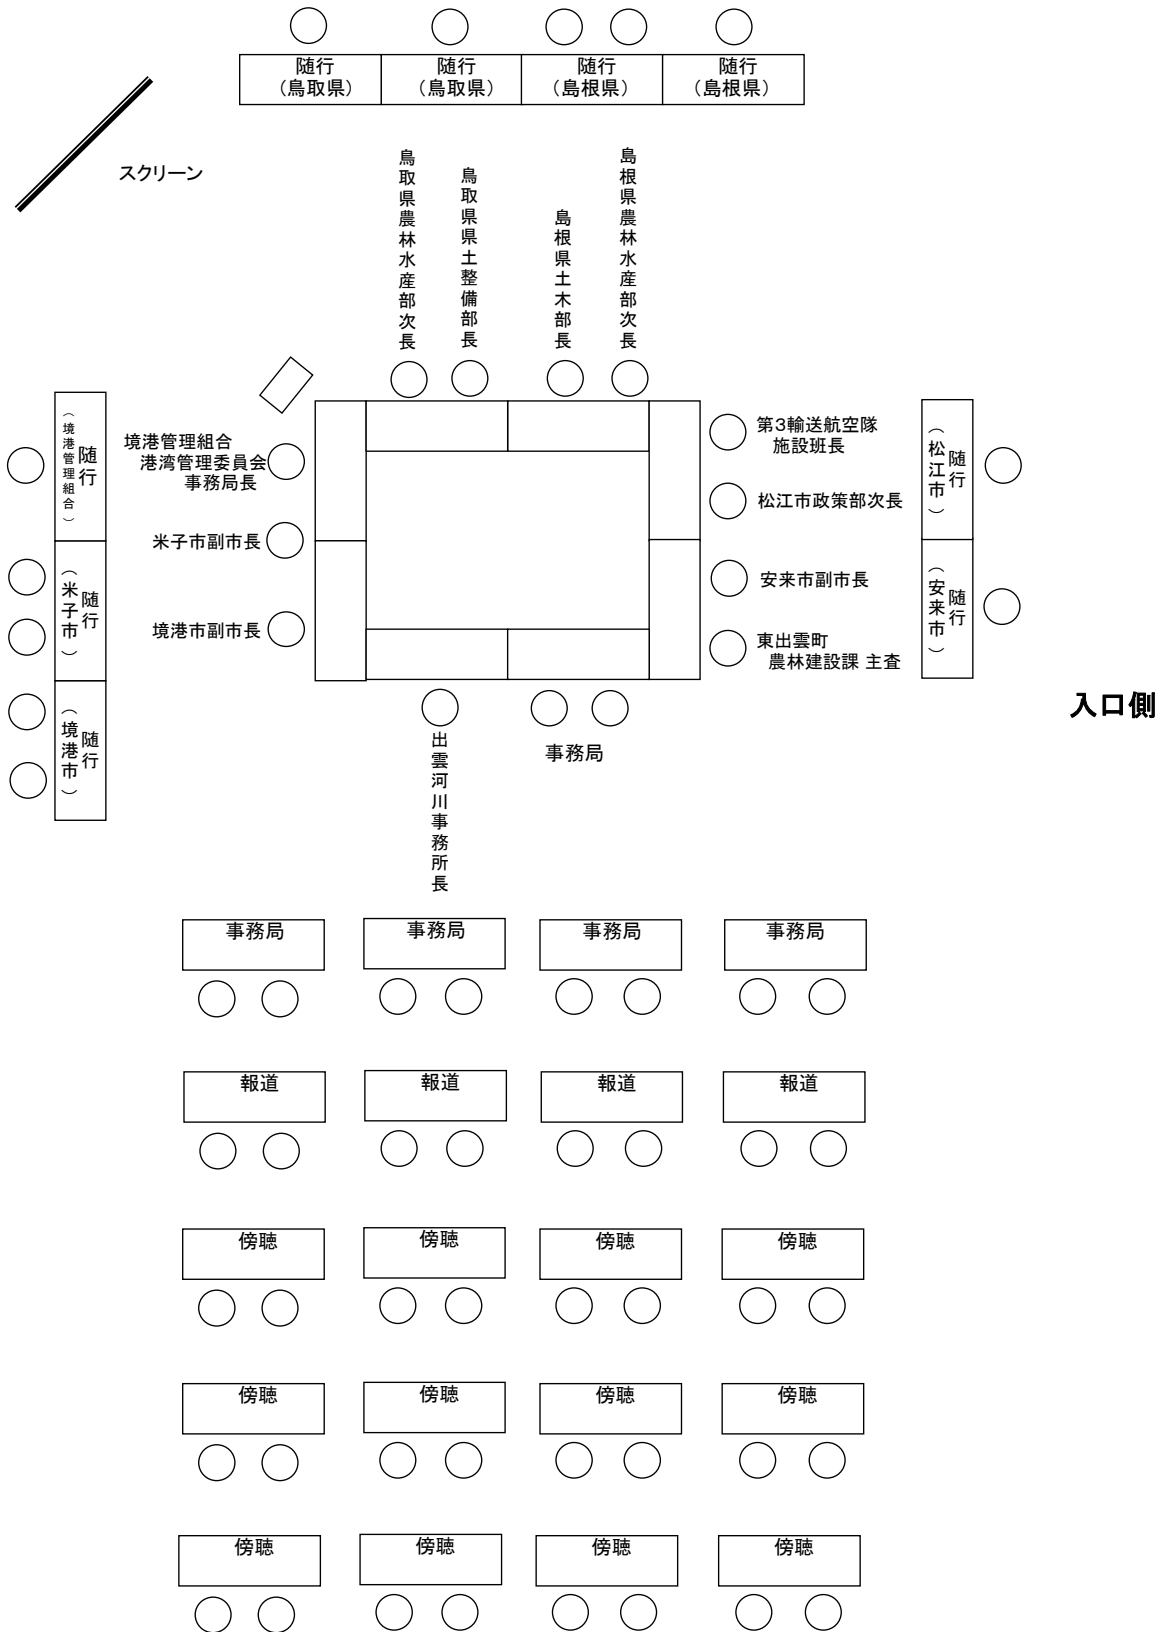 随行
（鳥取県）
随行
（鳥取県）
随行
（島根県）
随行
（島根県）
スクリーン
鳥取県農林水産部次長
鳥取県県土整備部長
島根県土木部長
島根県農林水産部次長
随行
（境港管理組合）
随行
（米子市）
随行
（境港市）
境港管理組合
港湾管理委員会
事務局長
米子市副市長
境港市副市長
第3輸送航空隊
施設班長
松江市政策部次長
安来市副市長
東出雲町
農林建設課 主査
随行
（松江市）
随行
（安来市）
入口側
出雲河川事務所長
事務局
事務局
事務局
事務局
事務局
報道
報道
報道
報道
傍聴
傍聴
傍聴
傍聴
傍聴
傍聴
傍聴
傍聴
傍聴
傍聴
傍聴
傍聴